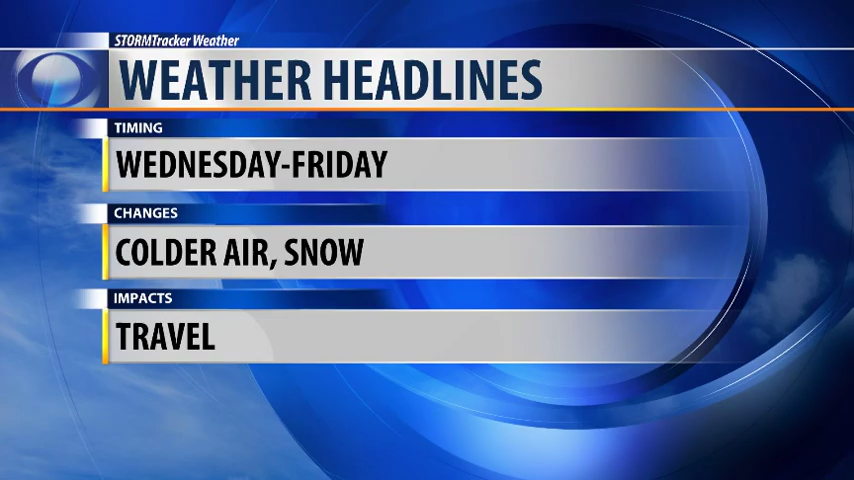 STORMTracker Weather
WEATHER HEADLINES
TIMING
WEDNESDAY-FRIDAY
CHANGES
COLDER AIR, SNOW
IMPACTS
TRAVEL